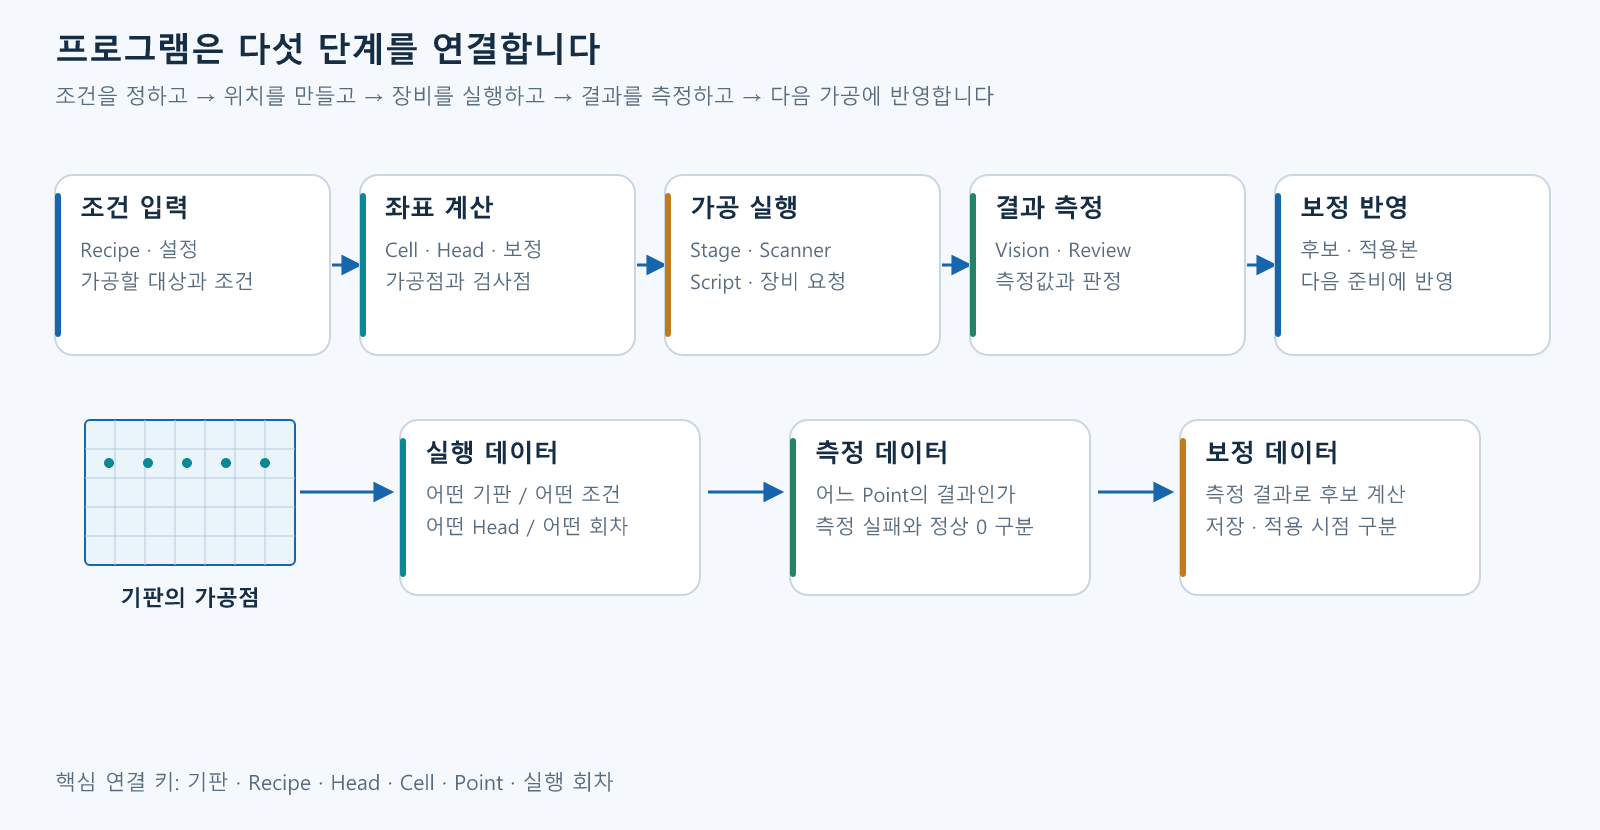 프로그램은 다섯 단계를 연결합니다
조건을 정하고 → 위치를 만들고 → 장비를 실행하고 → 결과를 측정하고 → 다음 가공에 반영합니다
조건 입력
Recipe · 설정
가공할 대상과 조건
좌표 계산
Cell · Head · 보정
가공점과 검사점
가공 실행
Stage · Scanner
Script · 장비 요청
결과 측정
Vision · Review
측정값과 판정
보정 반영
후보 · 적용본
다음 준비에 반영
기판의 가공점
실행 데이터
어떤 기판 / 어떤 조건
어떤 Head / 어떤 회차
측정 데이터
어느 Point의 결과인가
측정 실패와 정상 0 구분
보정 데이터
측정 결과로 후보 계산
저장 · 적용 시점 구분
핵심 연결 키: 기판 · Recipe · Head · Cell · Point · 실행 회차